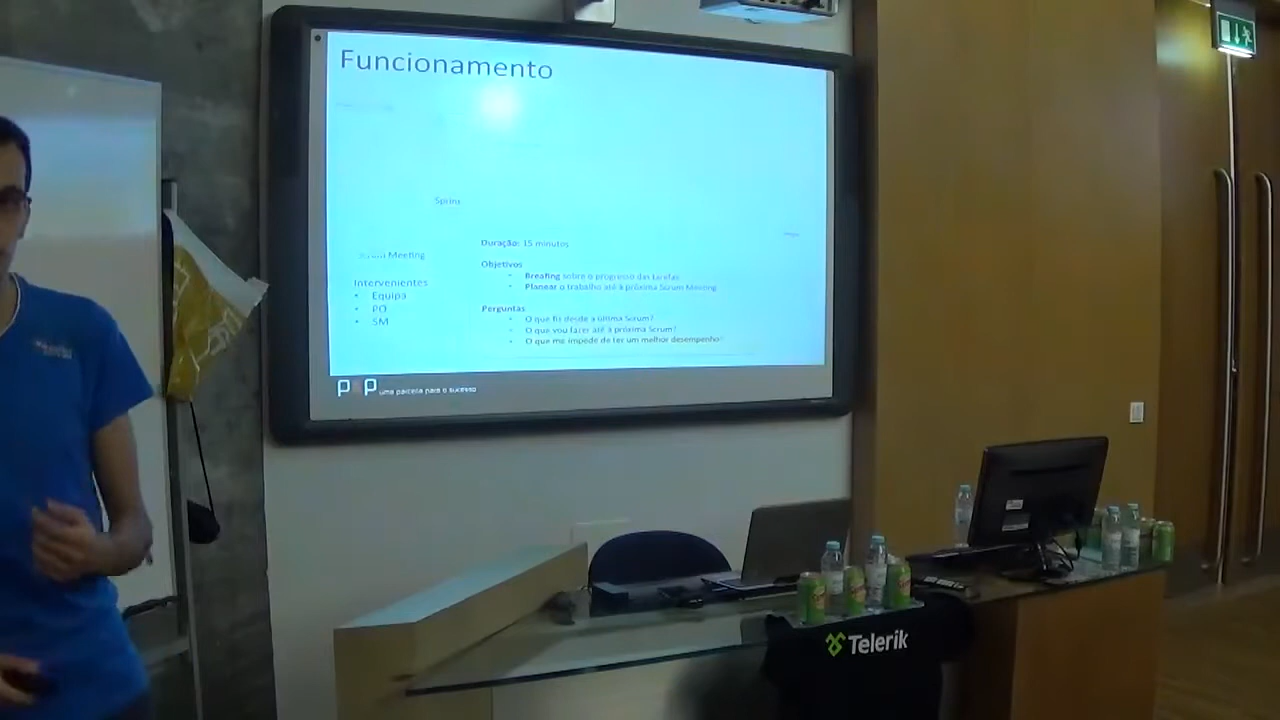 Funcionamento
Sprint
Duração: 15 minutos
Scrum Meeting
Objetivos
Breafing sobre o progresso das tarefas
Planear o trabalho até à próxima Scrum Meeting
Intervenientes
Equipa
PO
SM
Perguntas
O que fiz desde a última Scrum?
O que vou fazer até à próxima Scrum?
O que me impede de ter um melhor desempenho?
uma parceria para o sucesso
Telerik